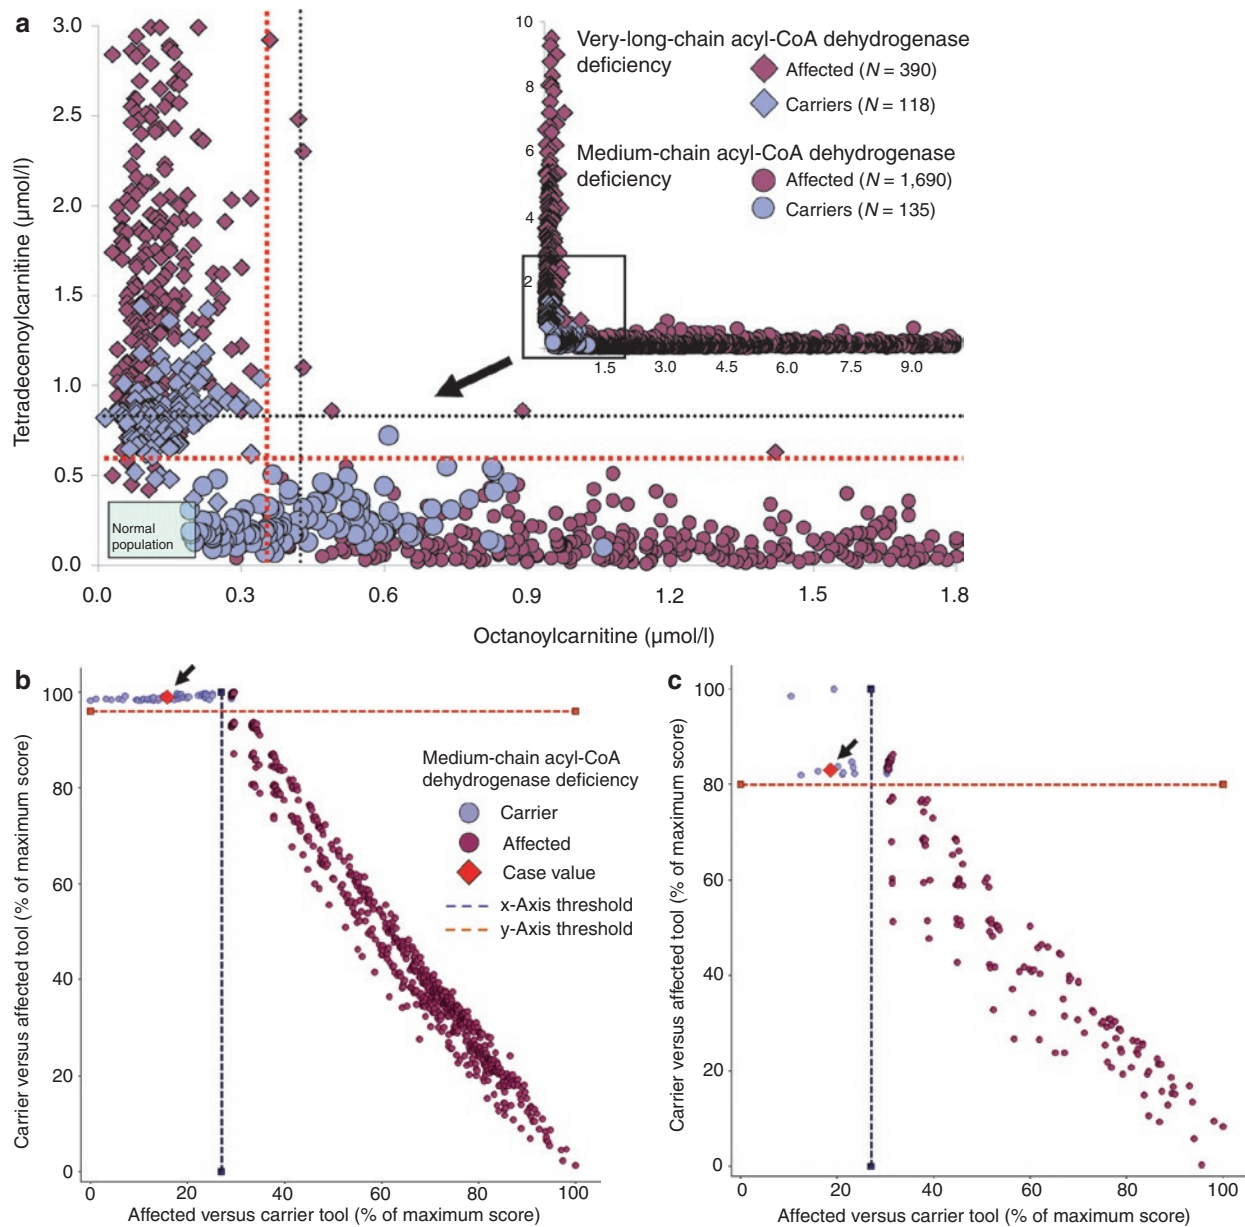 a
Tetradecenoylcarnitine (µmol/l)
3.0
2.5
2.0
1.5
1.0
0.5
0.0
0.0
0.3
0.6
0.9
1.2
1.5
1.8
Octanoylcarnitine (µmol/l)
Normal
population
10
8
6
4
2
1.5
3.0
4.5
6.0
7.5
9.0
Very-long-chain acyl-CoA dehydrogenase
deficiency
Affected (N = 390)
Carriers (N = 118)
Medium-chain acyl-CoA dehydrogenase
deficiency
Affected (N = 1,690)
Carriers (N = 135)
b
Carrier versus affected tool (% of maximum score)
100
80
60
40
20
0
0
20
40
60
80
100
Affected versus carrier tool (% of maximum score)
Medium-chain acyl-CoA
dehydrogenase deficiency
Carrier
Affected
Case value
x-Axis threshold
y-Axis threshold
c
Carrier versus affected tool (% of maximum score)
100
80
60
40
20
0
0
20
40
60
80
100
Affected versus carrier tool (% of maximum score)